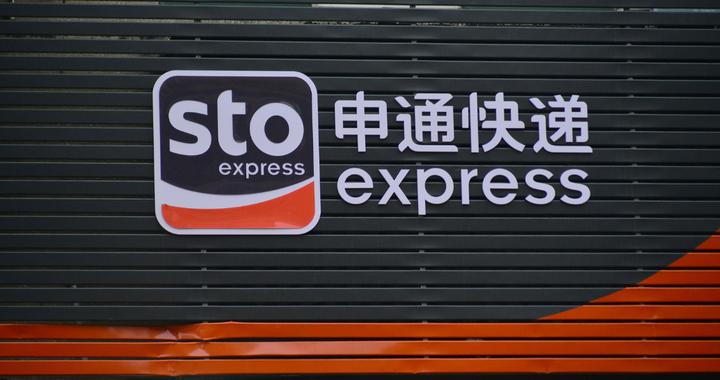 sto
express
申通快递
express